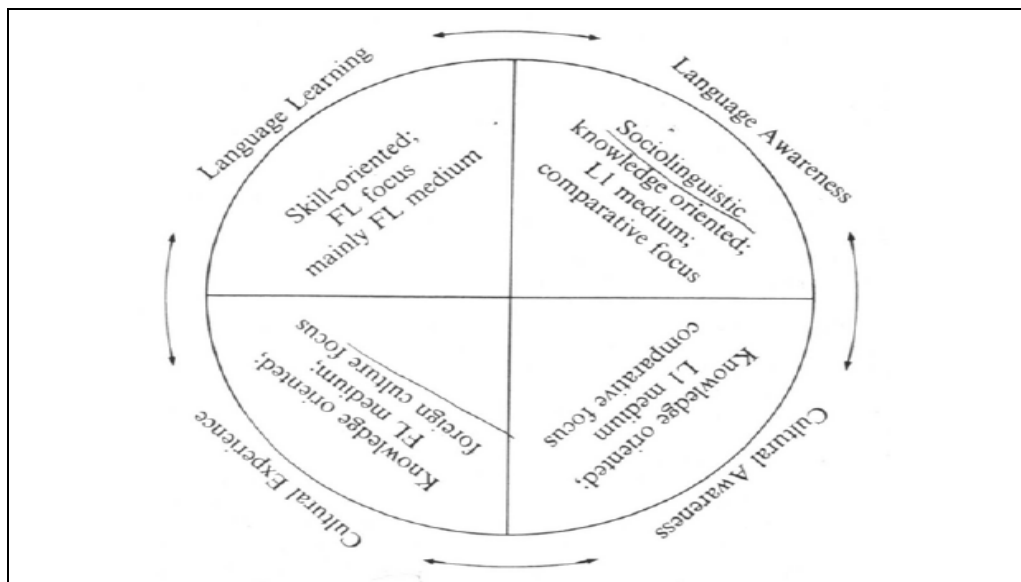 Language Learning
Skill-oriented;
FL focus
mainly FL medium
Language Awareness
Sociolinguistic
knowledge oriented;
L1 medium;
comparative focus
Cultural Awareness
Knowledge oriented;
L1 medium
comparative focus
Cultural Experience
Knowledge oriented;
FL medium;
foreign culture focus